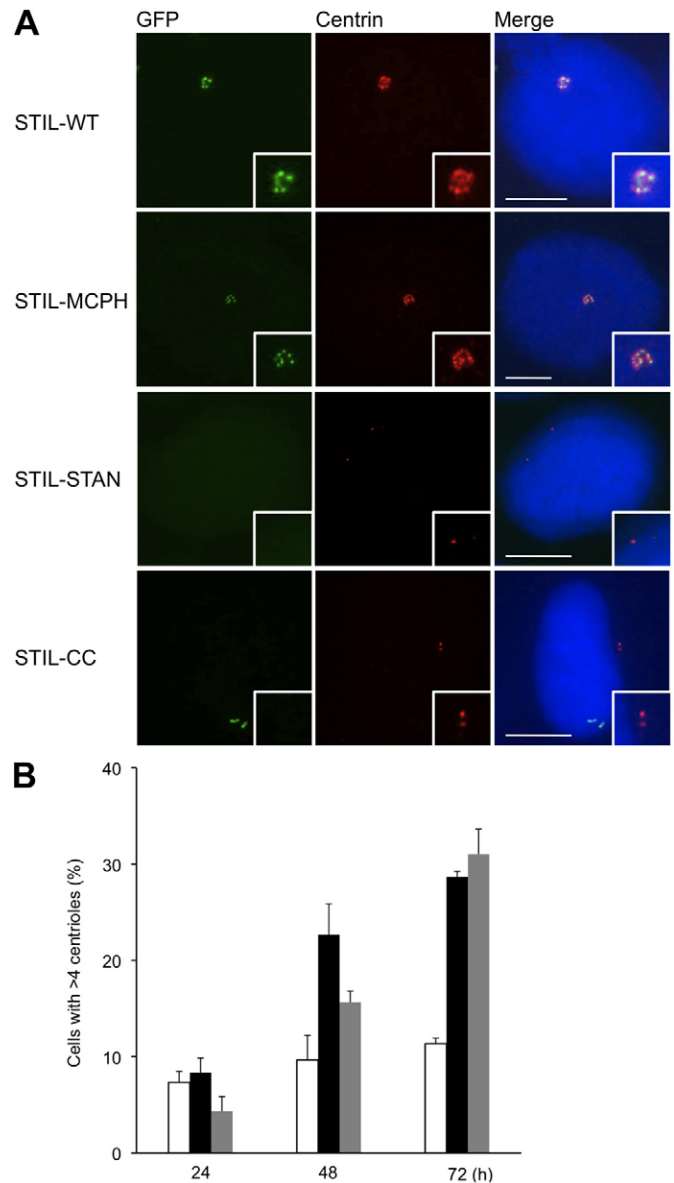 A
GFP Centrin Merge
STIL-WT
STIL-MCPH
STIL-STAN
STIL-CC
B
40
30
20
10
0
Cells with >4 centrioles (%)
24 48 72 (h)